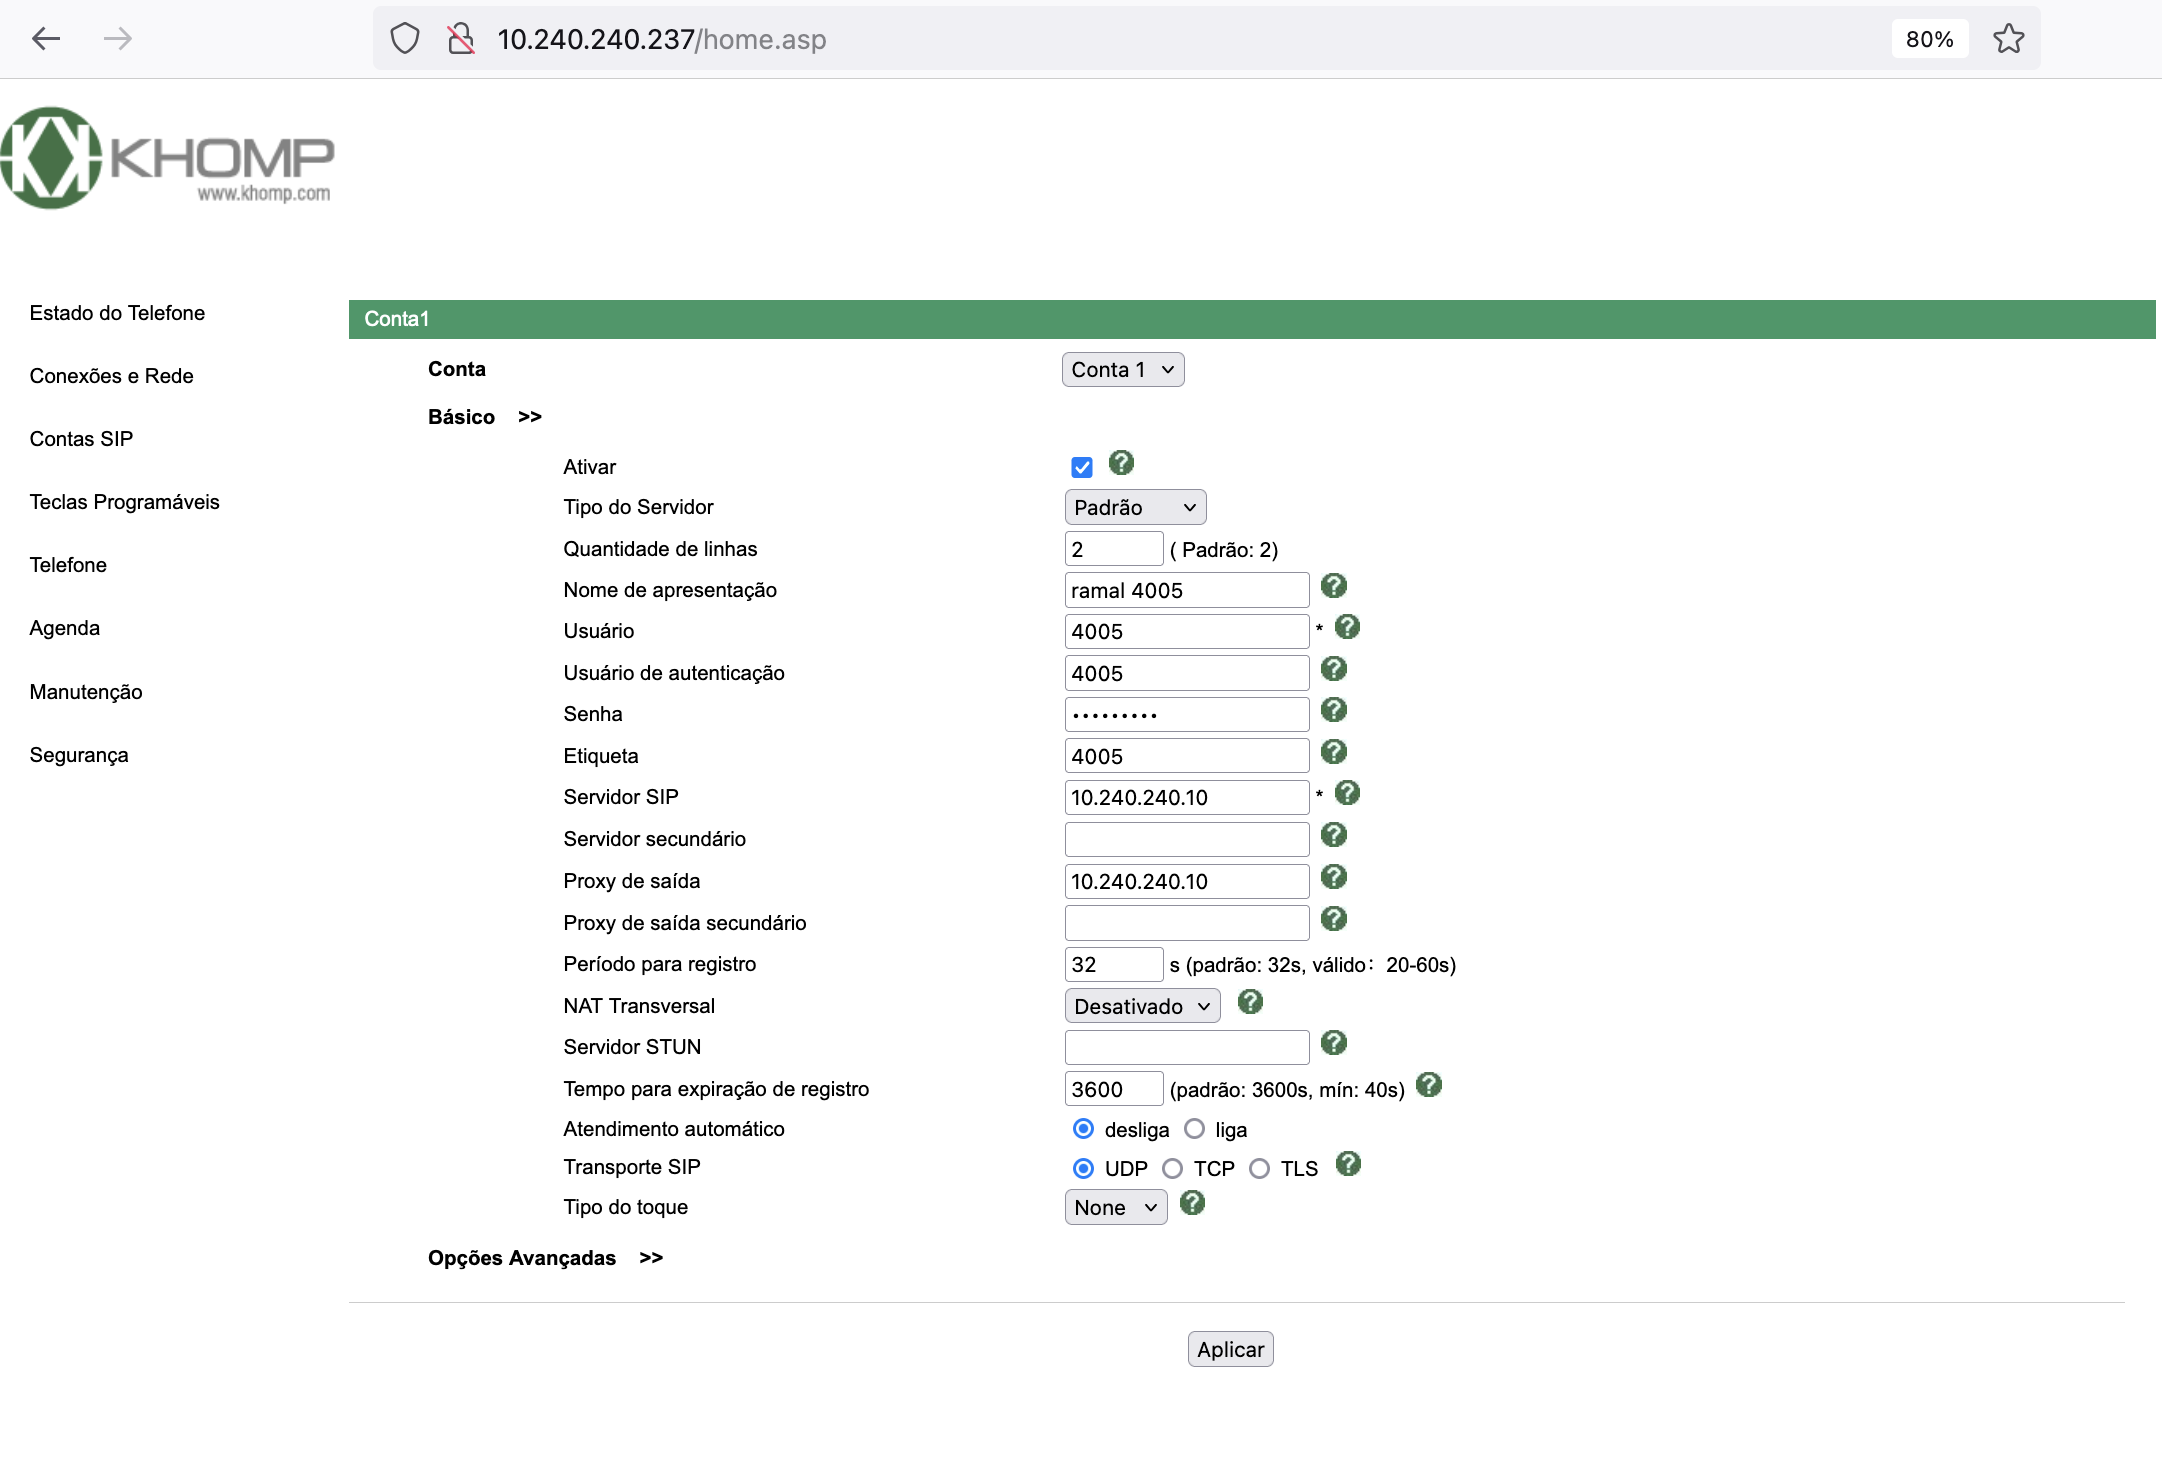 10.240.240.237/home.asp
80%
KHOMP
www.khomp.com
Estado do Telefone
Conexões e Rede
Contas SIP
Teclas Programáveis
Telefone
Agenda
Manutenção
Segurança
Conta1
Conta Conta 1
Básico >>
Ativar ?
Tipo do Servidor Padrão
Quantidade de linhas 2 ( Padrão: 2)
Nome de apresentação ramal 4005 ?
Usuário 4005 * ?
Usuário de autenticação 4005 ?
Senha ••••••••• ?
Etiqueta 4005 ?
Servidor SIP 10.240.240.10 * ?
Servidor secundário ?
Proxy de saída 10.240.240.10 ?
Proxy de saída secundário ?
Período para registro 32 s (padrão: 32s, válido: 20-60s)
NAT Transversal Desativado ?
Servidor STUN ?
Tempo para expiração de registro 3600 (padrão: 3600s, mín: 40s) ?
Atendimento automático desliga liga
Transporte SIP UDP TCP TLS ?
Tipo do toque None ?
Opções Avançadas >>
Aplicar